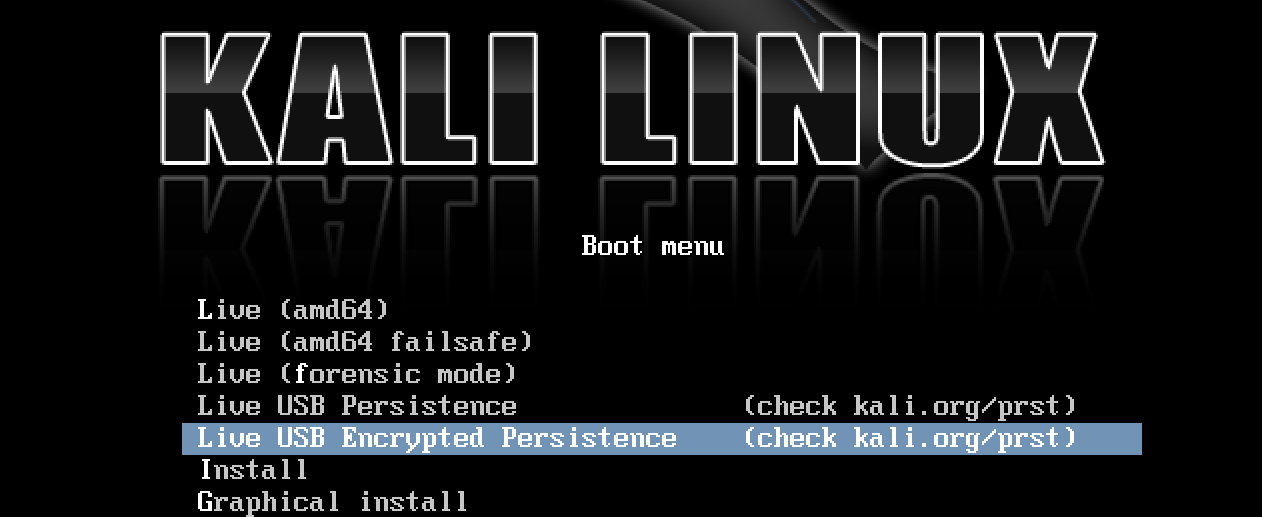 KALI LINUX
Boot menu
Live (amd64)
Live (amd64 failsafe)
Live (forensic mode)
Live USB Persistence (check kali.org/prst)
Live USB Encrypted Persistence (check kali.org/prst)
Install
Graphical install